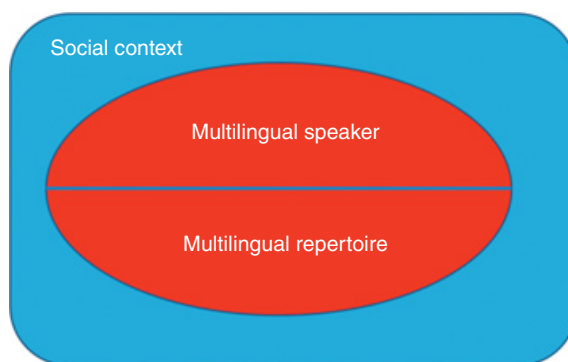 Social context
Multilingual speaker
Multilingual repertoire